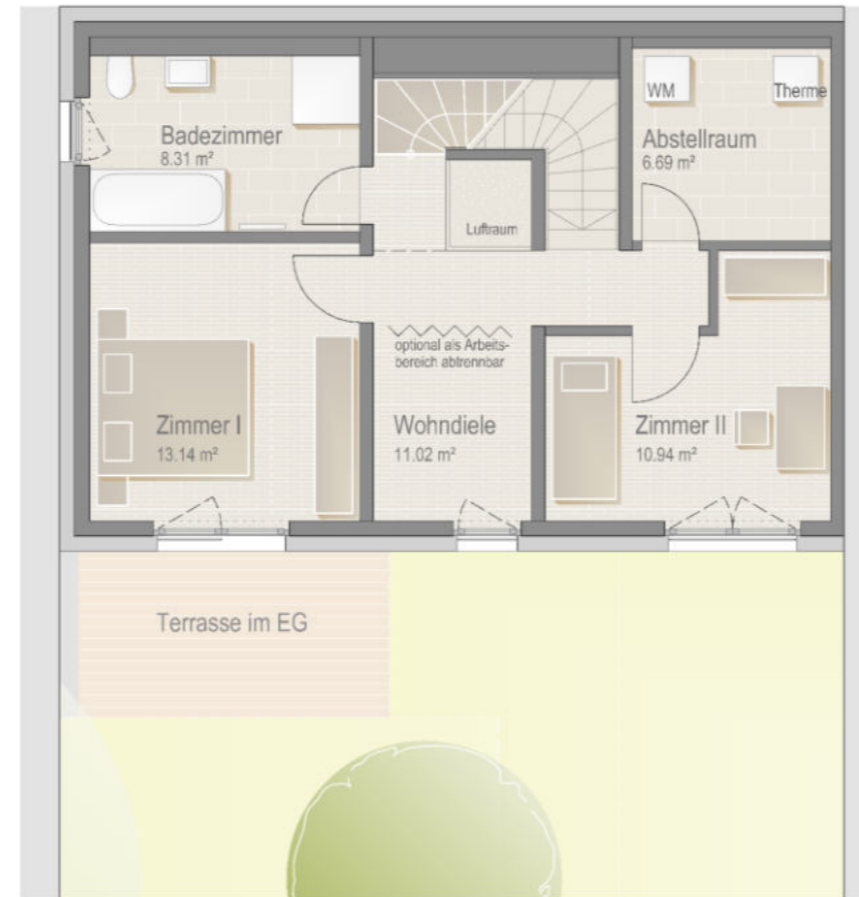 WM
Therme
Badezimmer
8.31 m²
Abstellraum
6.69 m²
Luftraum
optional als Arbeits-
bereich abtrennbar
Zimmer I
13.14 m²
Wohndiele
11.02 m²
Zimmer II
10.94 m²
Terrasse im EG